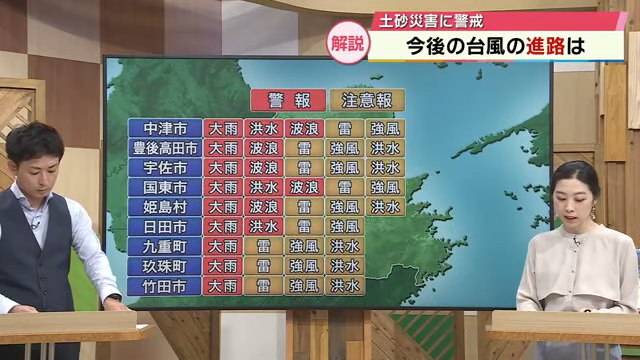 土砂災害に警戒
解説 今後の台風の進路は
警報 注意報
中津市 大雨 洪水 波浪 雷 強風
豊後高田市 大雨 波浪 雷 強風 洪水
宇佐市 大雨 波浪 雷 強風 洪水
国東市 大雨 洪水 波浪 雷 強風
姫島村 大雨 波浪 雷 強風 洪水
日田市 大雨 洪水 雷 強風
九重町 大雨 雷 強風 洪水
玖珠町 大雨 雷 強風 洪水
竹田市 大雨 雷 強風 洪水